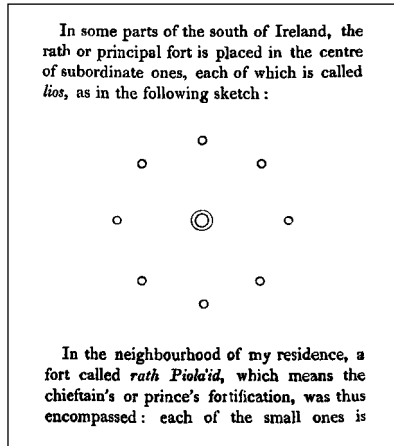 In some parts of the south of Ireland, the
rath or principal fort is placed in the centre
of subordinate ones, each of which is called
lios, as in the following sketch :
In the neighbourhood of my residence, a
fort called rath Piola'id, which means the
chieftain's or prince's fortification, was thus
encompassed : each of the small ones is